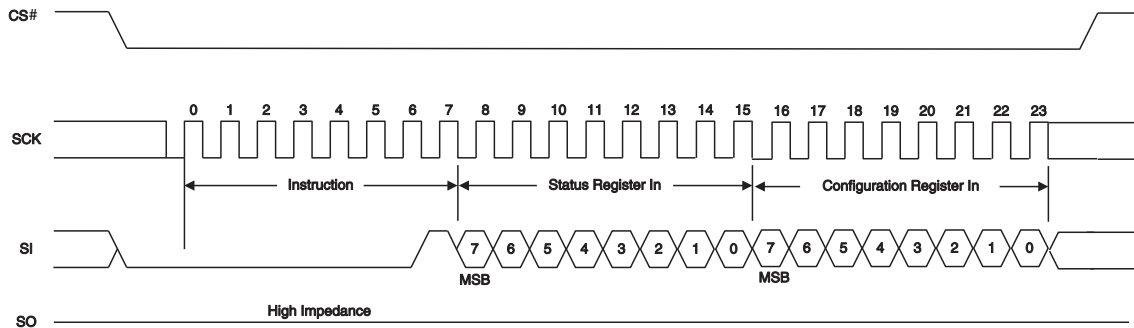 CS#
0 1 2 3 4 5 6 7 8 9 10 11 12 13 14 15 16 17 18 19 20 21 22 23
SCK
Instruction Status Register In Configuration Register In
SI 7 6 5 4 3 2 1 0 7 6 5 4 3 2 1 0
MSB MSB
High Impedance
SO